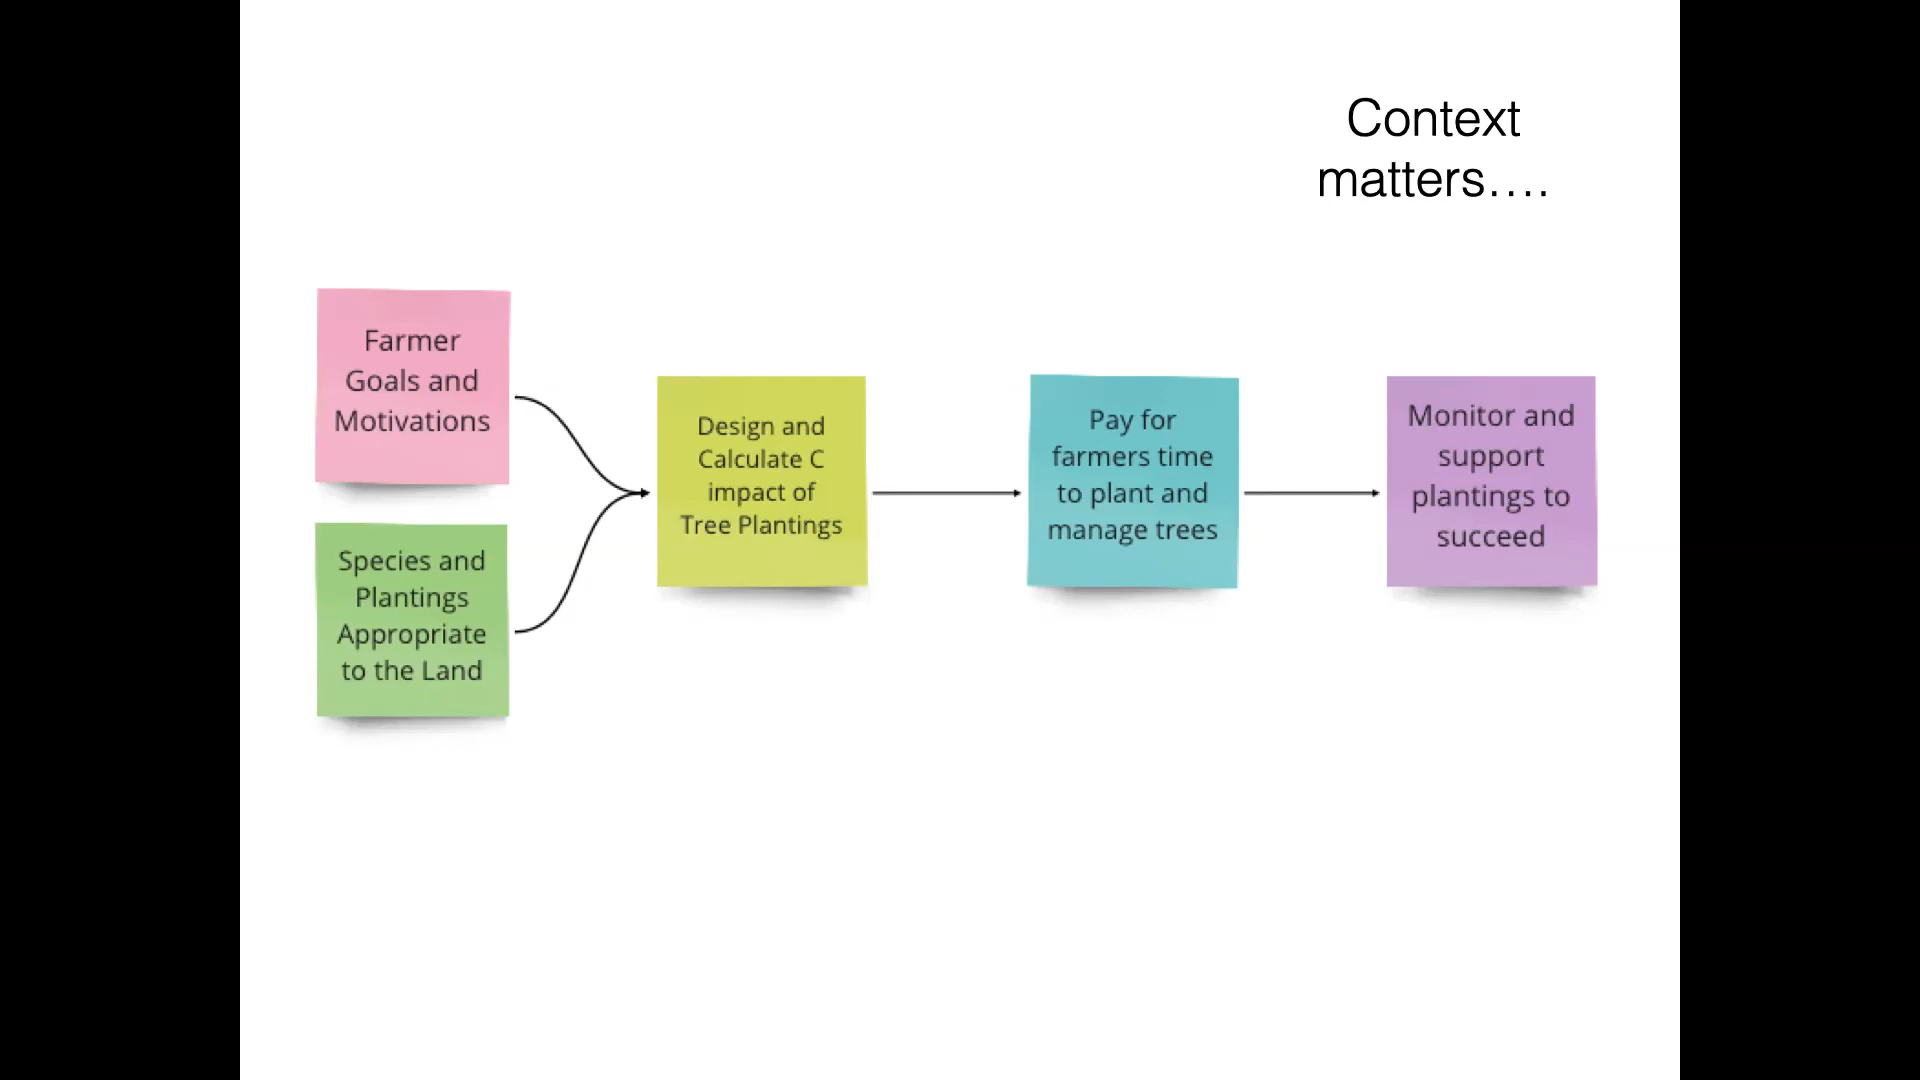 Context
matters….
Farmer
Goals and
Motivations
Species and
Plantings
Appropriate
to the Land
Design and
Calculate C
impact of
Tree Plantings
Pay for
farmers time
to plant and
manage trees
Monitor and
support
plantings to
succeed